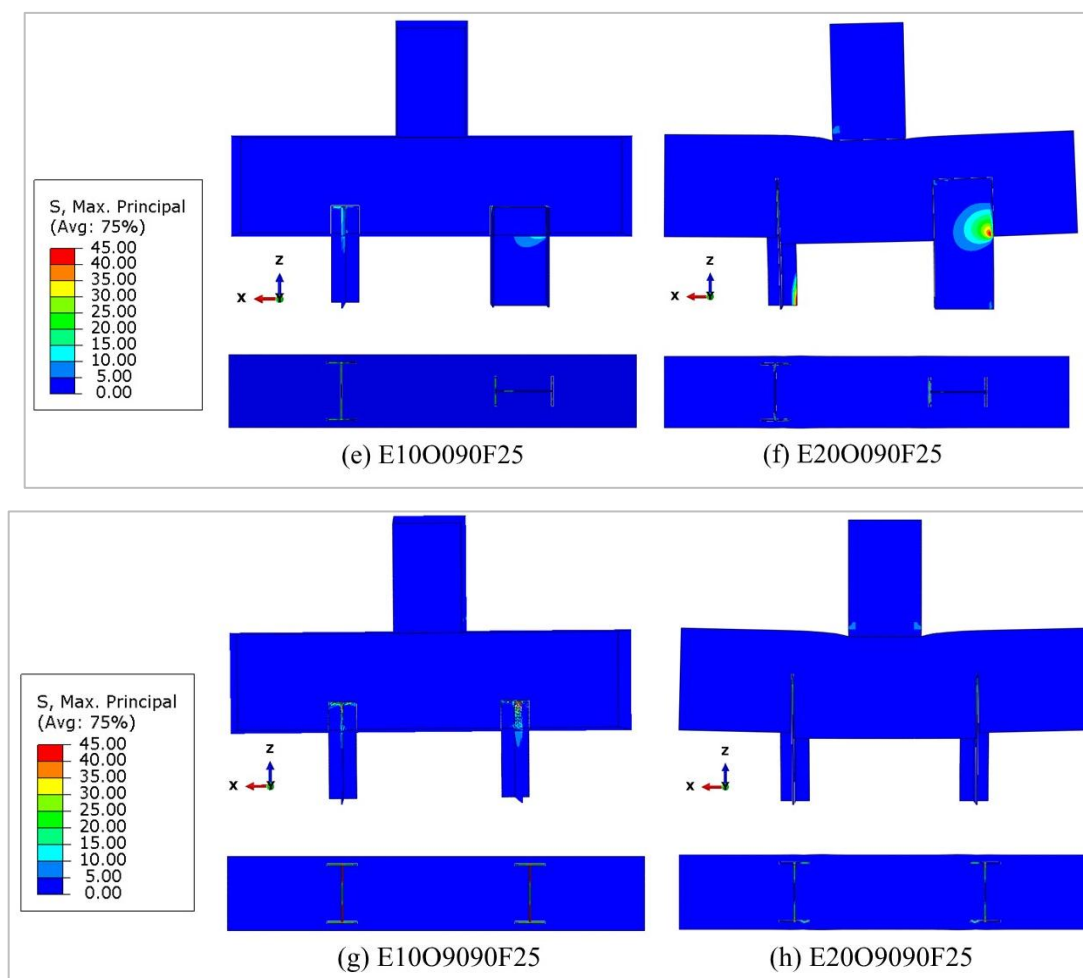 S, Max. Principal
(Avg: 75%)
45.00
40.00
35.00
30.00
25.00
20.00
15.00
10.00
5.00
0.00
Z
X
Z
X
(e) E10O090F25
(f) E20O090F25
S, Max. Principal
(Avg: 75%)
45.00
40.00
35.00
30.00
25.00
20.00
15.00
10.00
5.00
0.00
Z
X
Z
X
(g) E10O9090F25
(h) E20O9090F25